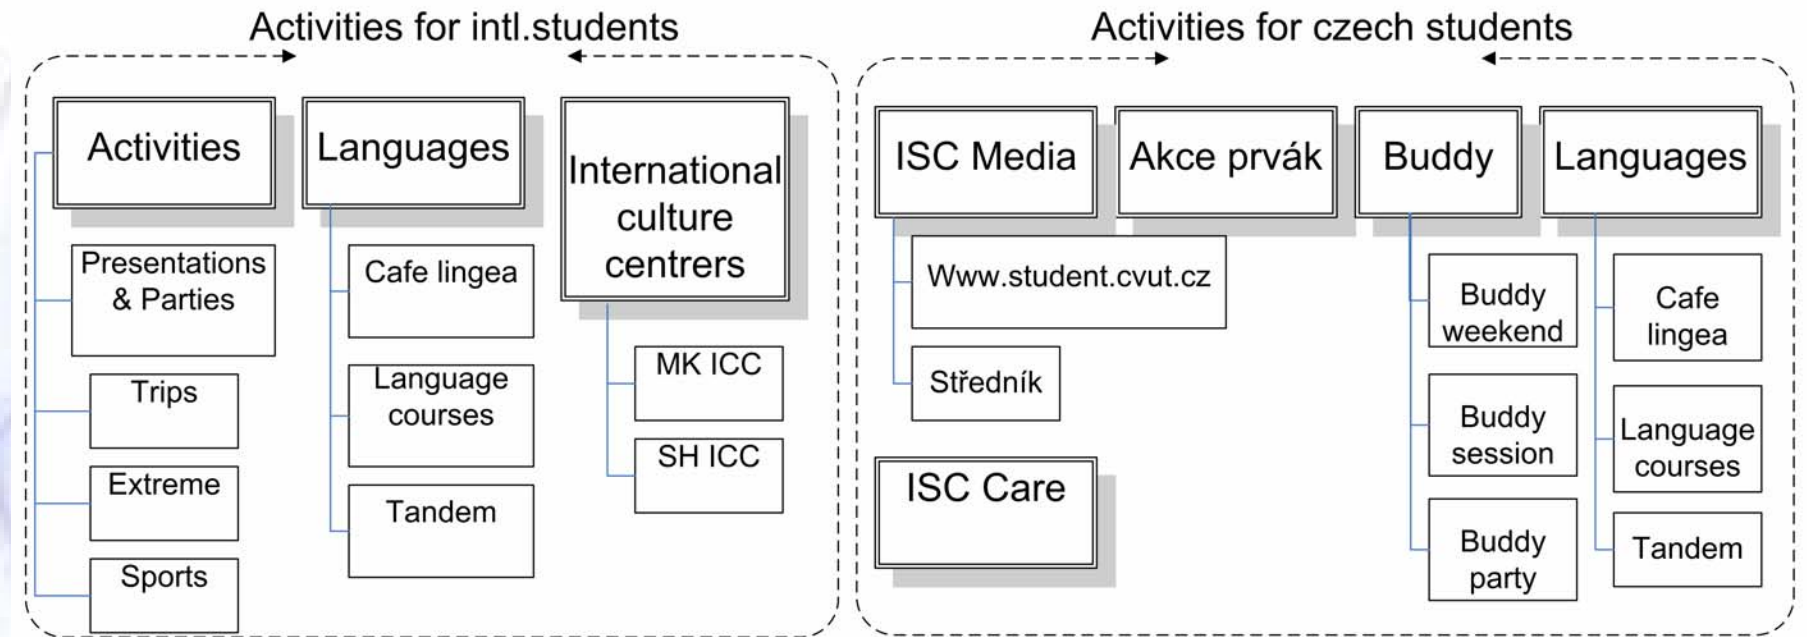 Activities for intl.students
Activities
Presentations
& Parties
Trips
Extreme
Sports
Languages
Cafe lingea
Language
courses
Tandem
International
culture
centrers
MK ICC
SH ICC
Activities for czech students
ISC Media
Www.student.cvut.cz
Středník
ISC Care
Akce prvák
Buddy
Buddy
weekend
Buddy
session
Buddy
party
Languages
Cafe
lingea
Language
courses
Tandem